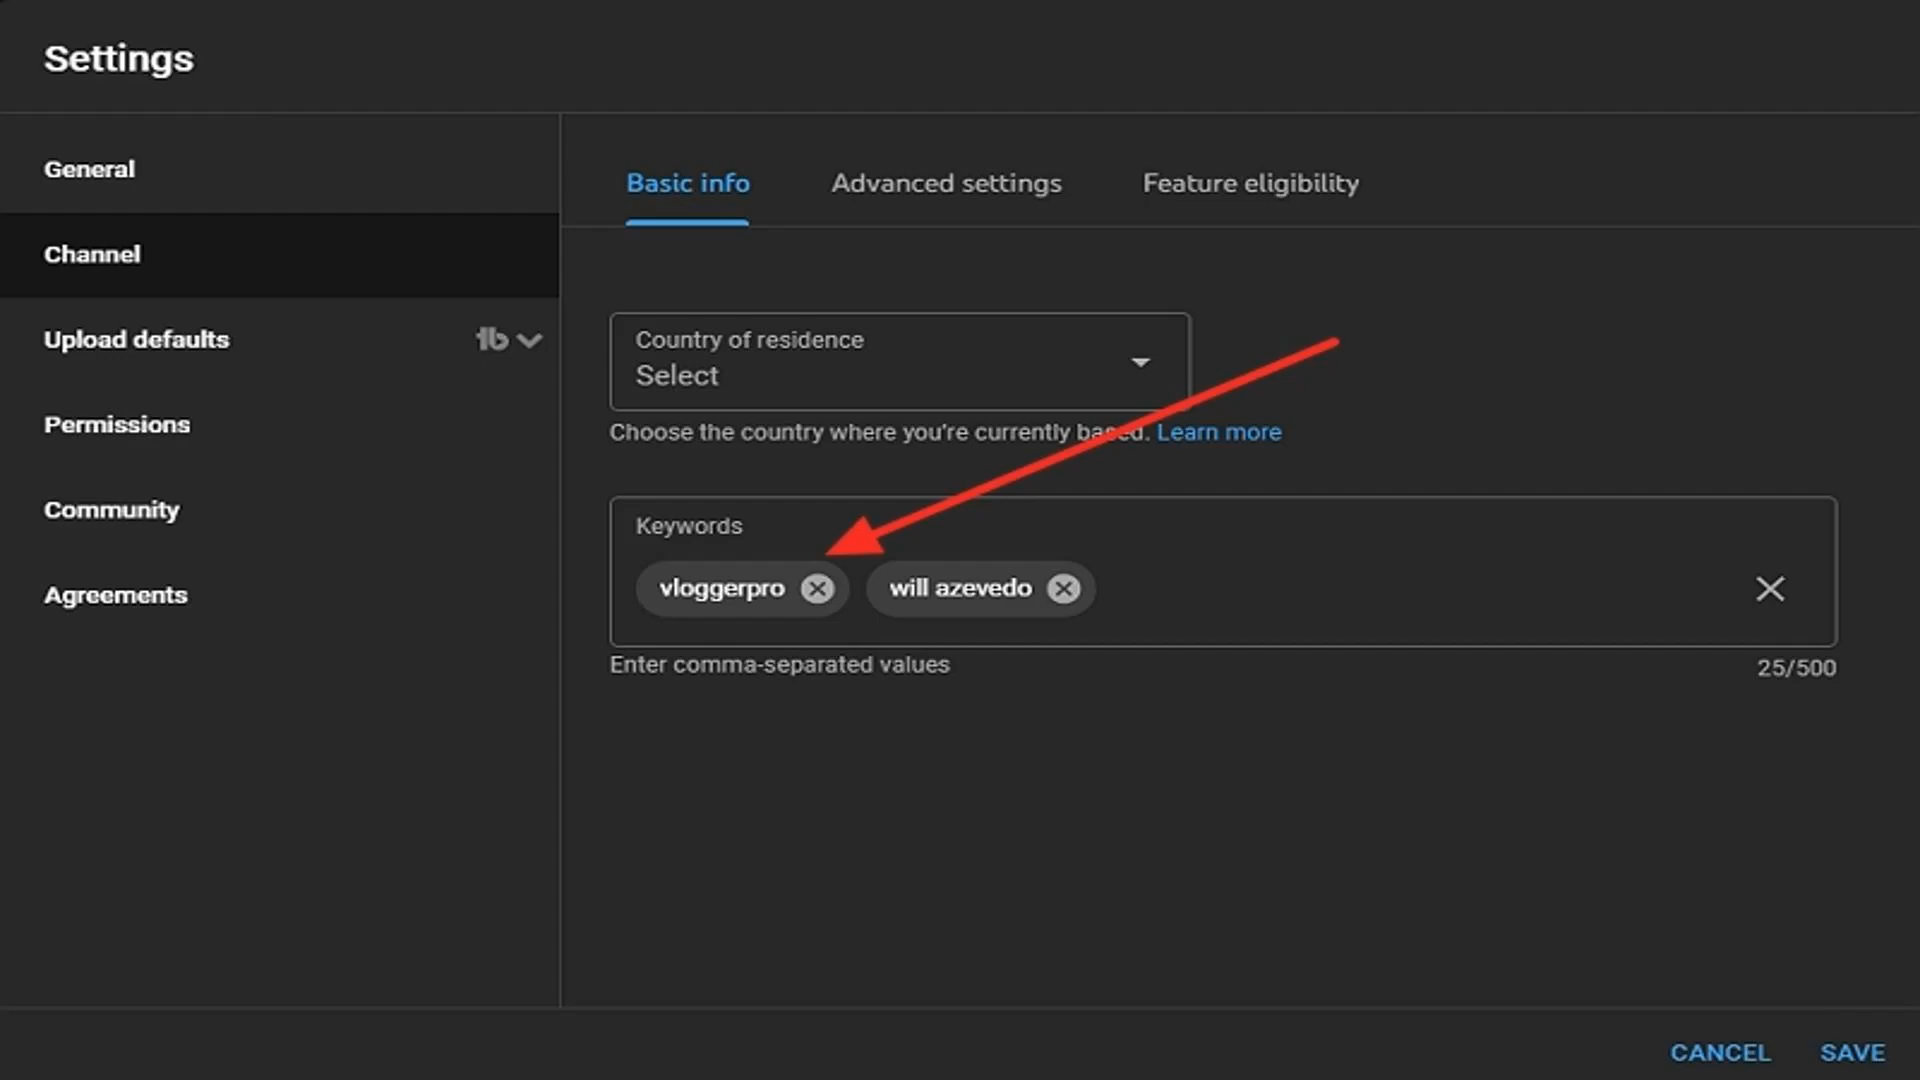 Settings
General
Channel
Upload defaults
tb
Permissions
Community
Agreements
Basic info
Advanced settings
Feature eligibility
Country of residence
Select
Choose the country where you're currently based. Learn more
Keywords
vloggerpro
will azevedo
Enter comma-separated values
25/500
CANCEL
SAVE